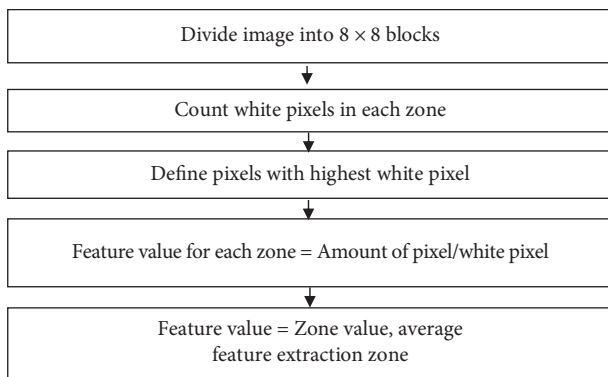 Divide image into 8 × 8 blocks
Count white pixels in each zone
Define pixels with highest white pixel
Feature value for each zone = Amount of pixel/white pixel
Feature value = Zone value, average
feature extraction zone